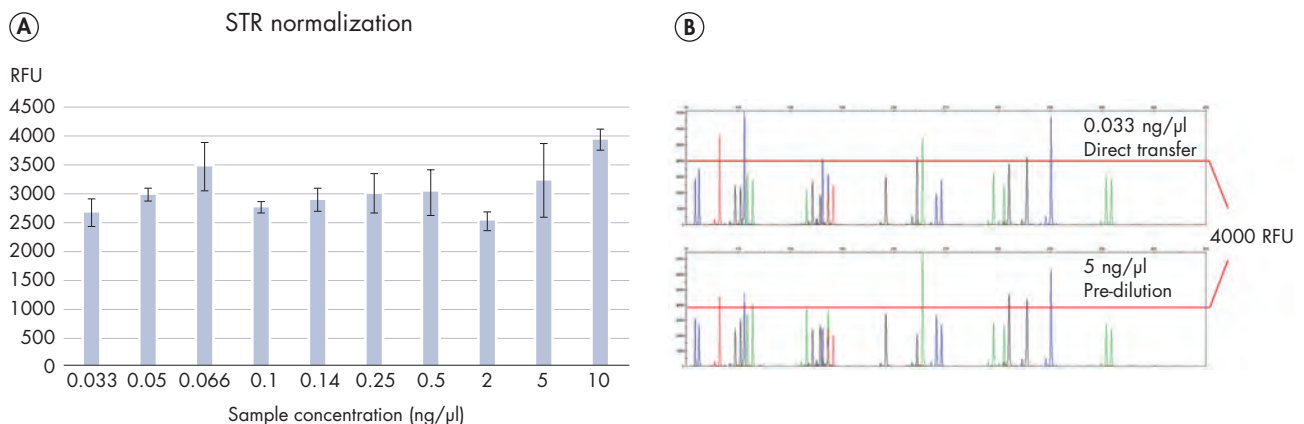 A
STR normalization
RFU
4500
4000
3500
3000
2500
2000
1500
1000
500
0
0.033 0.05 0.066 0.1 0.14 0.25 0.5 2 5 10
Sample concentration (ng/µl)
B
0.033 ng/µl
Direct transfer
4000 RFU
5 ng/µl
Pre-dilution